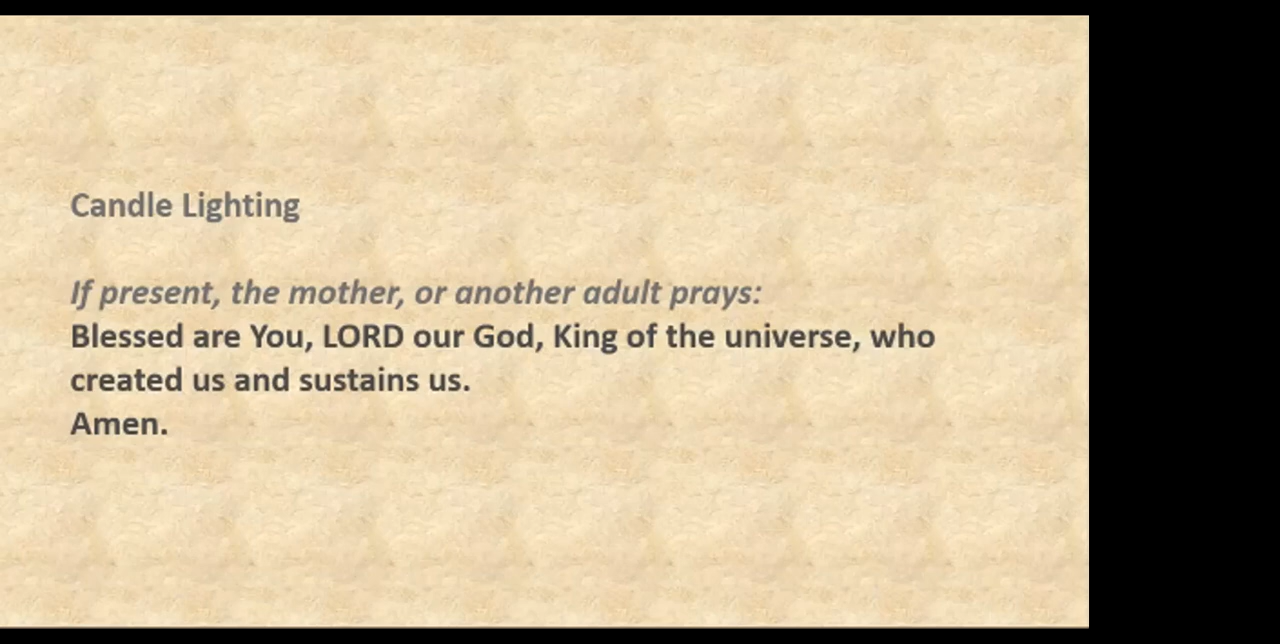 Candle Lighting
If present, the mother, or another adult prays:
Blessed are You, LORD our God, King of the universe, who
created us and sustains us.
Amen.